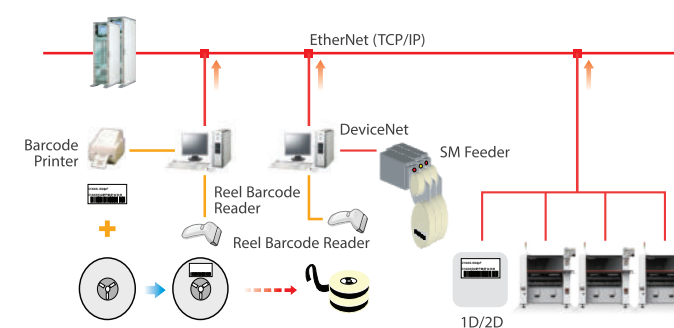 EtherNet (TCP/IP)
DeviceNet
Barcode
Printer
SM Feeder
Reel Barcode
Reader
Reel Barcode Reader
1D/2D